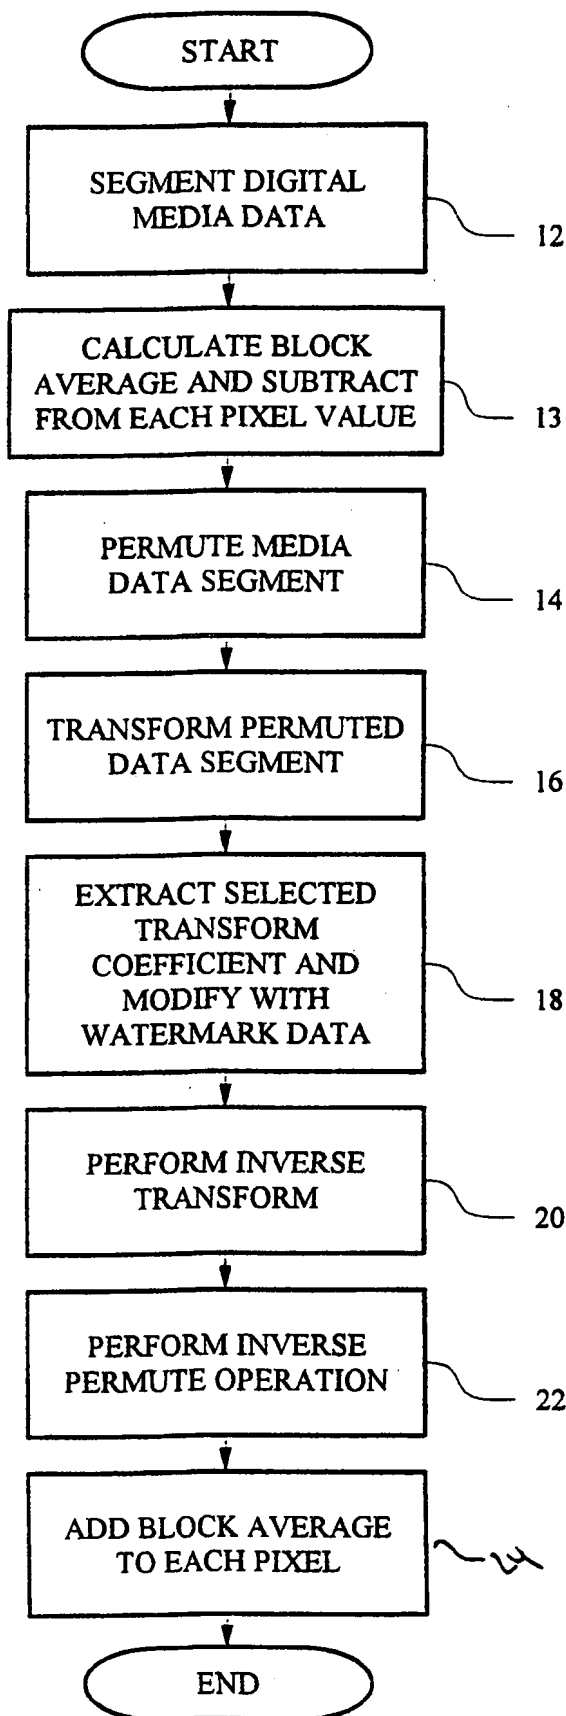 START
SEGMENT DIGITAL
MEDIA DATA
12
CALCULATE BLOCK
AVERAGE AND SUBTRACT
FROM EACH PIXEL VALUE
13
PERMUTE MEDIA
DATA SEGMENT
14
TRANSFORM PERMUTED
DATA SEGMENT
16
EXTRACT SELECTED
TRANSFORM
COEFFICIENT AND
MODIFY WITH
WATERMARK DATA
18
PERFORM INVERSE
TRANSFORM
20
PERFORM INVERSE
PERMUTE OPERATION
22
ADD BLOCK AVERAGE
TO EACH PIXEL
24
END